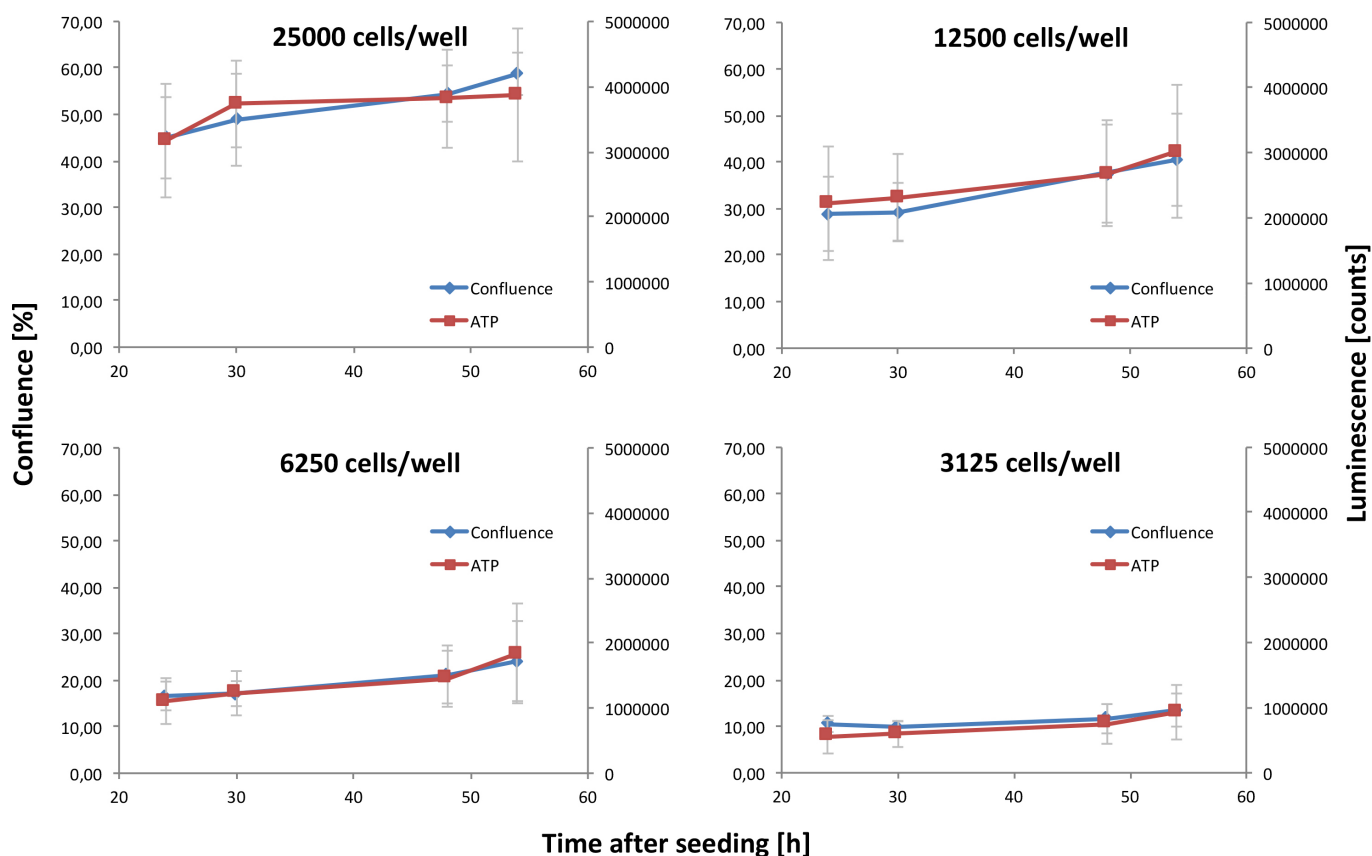 25000 cells/well
70,00
60,00
50,00
40,00
30,00
20,00
10,00
0,00
5000000
4000000
3000000
2000000
1000000
0
Confluence
ATP
20 30 40 50 60
12500 cells/well
70,00
60,00
50,00
40,00
30,00
20,00
10,00
0,00
5000000
4000000
3000000
2000000
1000000
0
Confluence
ATP
20 30 40 50 60
Confluence [%]
Luminescence [counts]
6250 cells/well
70,00
60,00
50,00
40,00
30,00
20,00
10,00
0,00
5000000
4000000
3000000
2000000
1000000
0
Confluence
ATP
20 30 40 50 60
3125 cells/well
70,00
60,00
50,00
40,00
30,00
20,00
10,00
0,00
5000000
4000000
3000000
2000000
1000000
0
Confluence
ATP
20 30 40 50 60
Time after seeding [h]